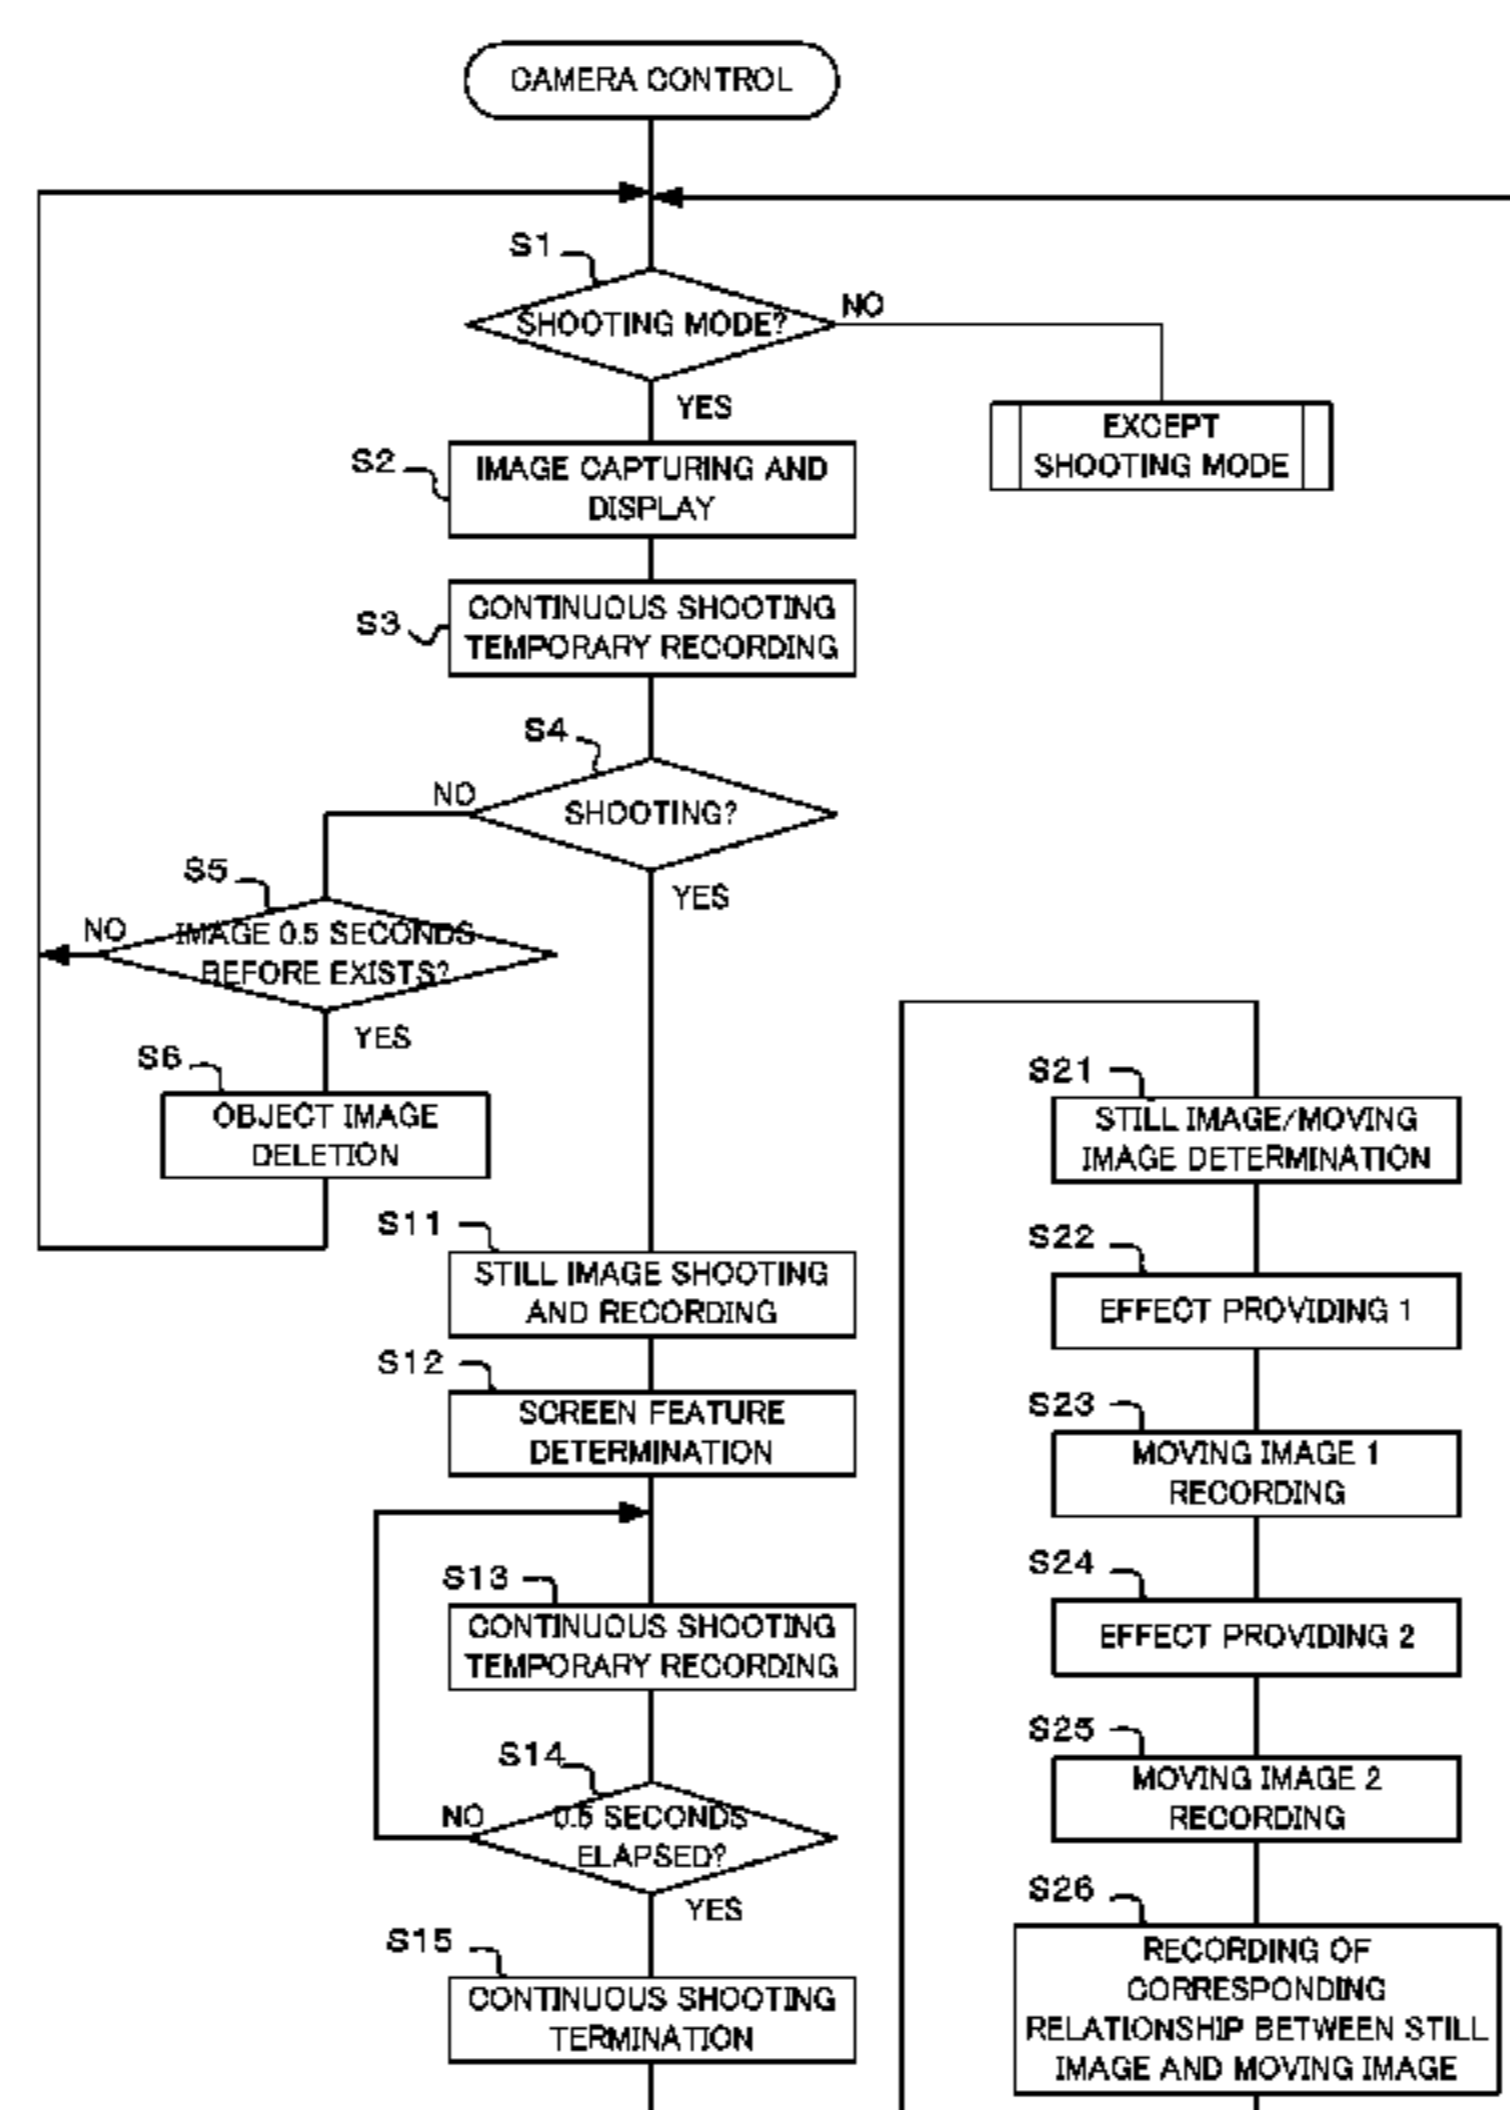 CAMERA CONTROL
S1
SHOOTING MODE?
NO
YES
EXCEPT
SHOOTING MODE
S2
IMAGE CAPTURING AND
DISPLAY
S3
CONTINUOUS SHOOTING
TEMPORARY RECORDING
S4
SHOOTING?
NO
YES
S5
IMAGE 0.5 SECONDS
BEFORE EXISTS?
NO
YES
S6
OBJECT IMAGE
DELETION
S11
STILL IMAGE SHOOTING
AND RECORDING
S12
SCREEN FEATURE
DETERMINATION
S13
CONTINUOUS SHOOTING
TEMPORARY RECORDING
S14
0.5 SECONDS
ELAPSED?
NO
YES
S15
CONTINUOUS SHOOTING
TERMINATION
S21
STILL IMAGE/MOVING
IMAGE DETERMINATION
S22
EFFECT PROVIDING 1
S23
MOVING IMAGE 1
RECORDING
S24
EFFECT PROVIDING 2
S25
MOVING IMAGE 2
RECORDING
S26
RECORDING OF
CORRESPONDING
RELATIONSHIP BETWEEN STILL
IMAGE AND MOVING IMAGE